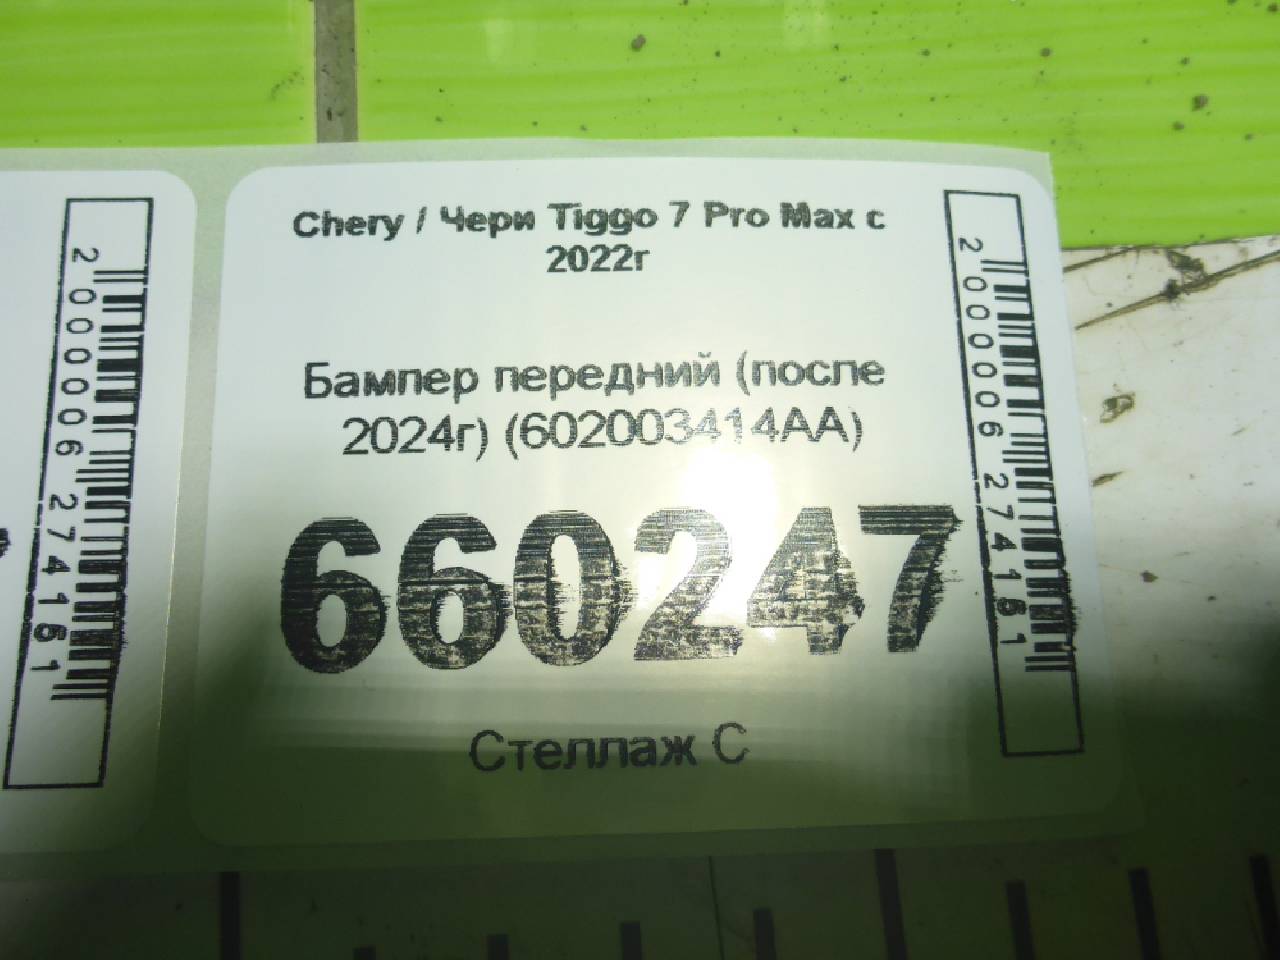 Chery / Чери Tiggo 7 Pro Max с
2022г
Бампер передний (после
2024г) (602003414AA)
660247
Стеллаж С
2000006274161
2000006274161